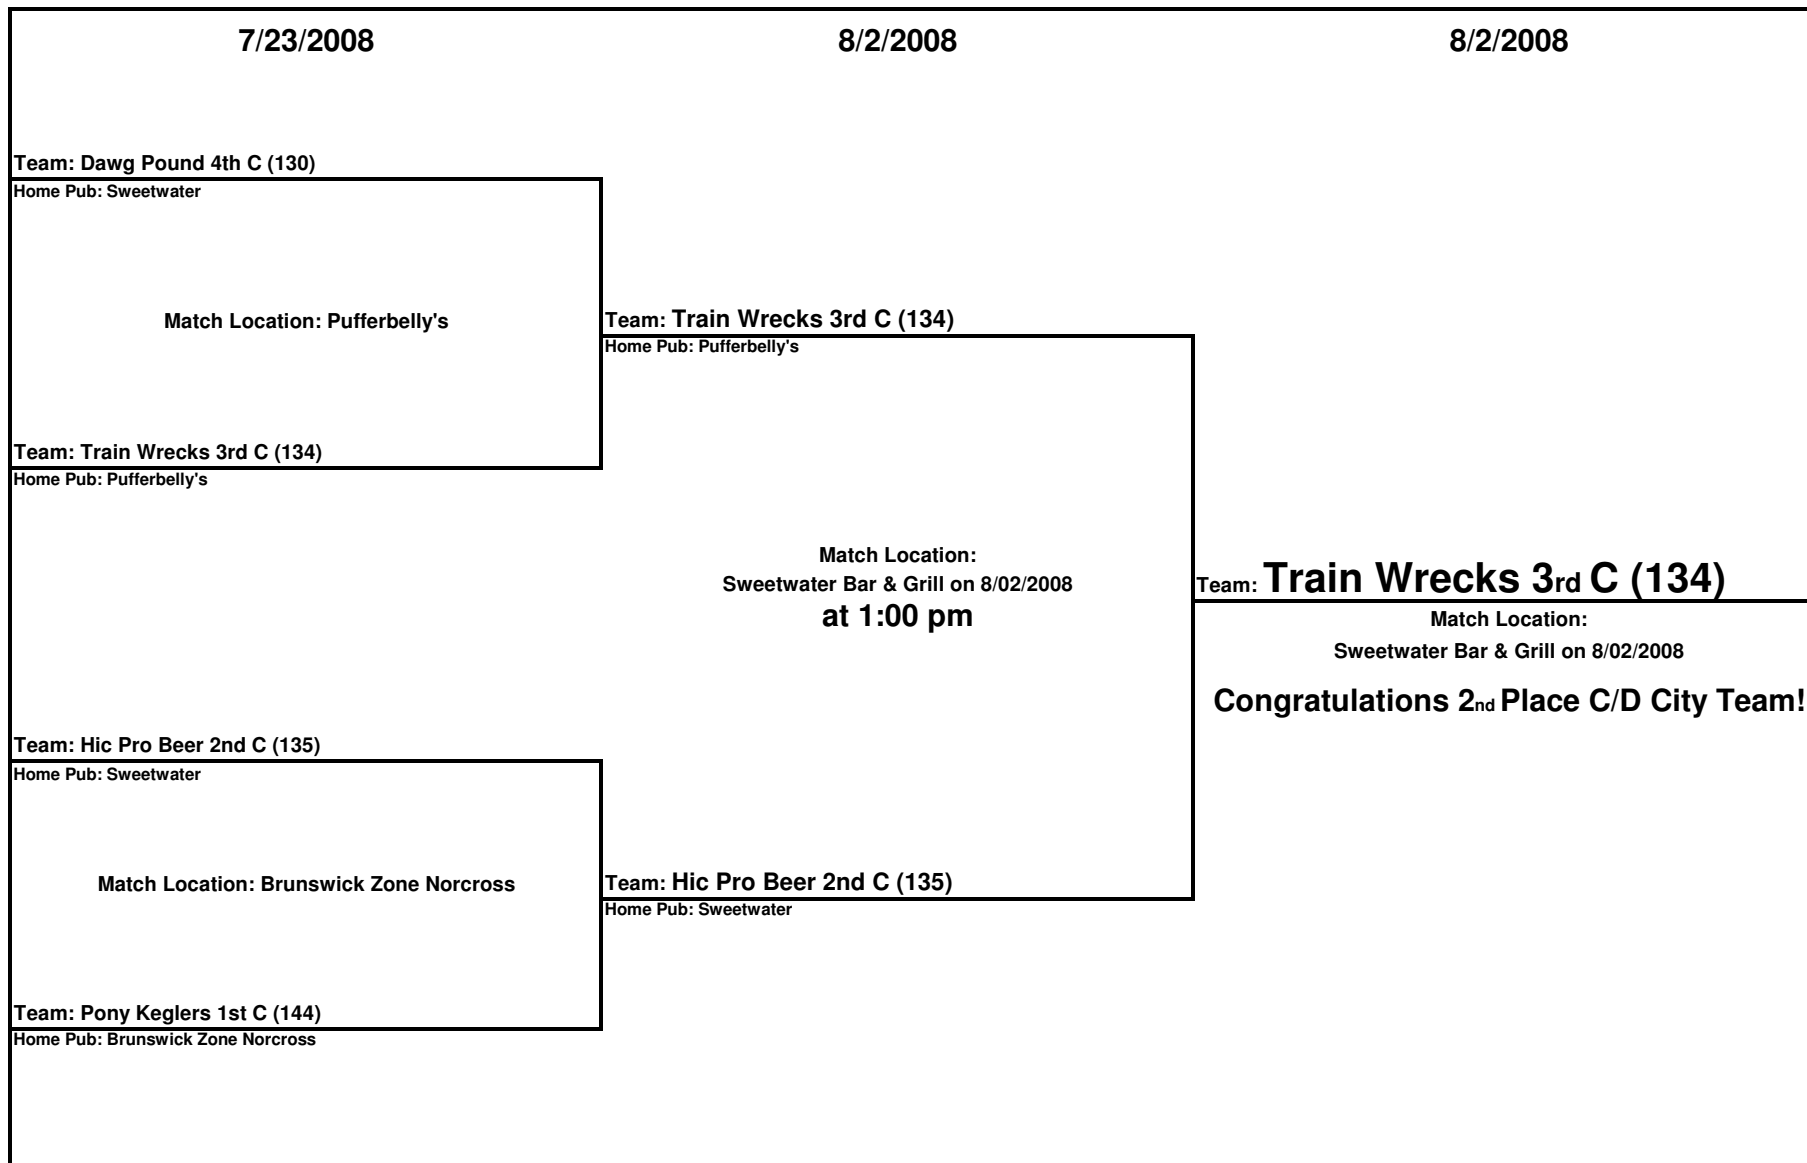 7/23/2008
8/2/2008
8/2/2008
Team: Dawg Pound 4th C (130)
Home Pub: Sweetwater
Match Location: Pufferbelly's
Team: Train Wrecks 3rd C (134)
Home Pub: Pufferbelly's
Team: Train Wrecks 3rd C (134)
Home Pub: Pufferbelly's
Match Location:
Sweetwater Bar & Grill on 8/02/2008
at 1:00 pm
Team: Train Wrecks 3rd C (134)
Match Location:
Sweetwater Bar & Grill on 8/02/2008
Congratulations 2nd Place C/D City Team!
Team: Hic Pro Beer 2nd C (135)
Home Pub: Sweetwater
Match Location: Brunswick Zone Norcross
Team: Hic Pro Beer 2nd C (135)
Home Pub: Sweetwater
Team: Pony Keglers 1st C (144)
Home Pub: Brunswick Zone Norcross